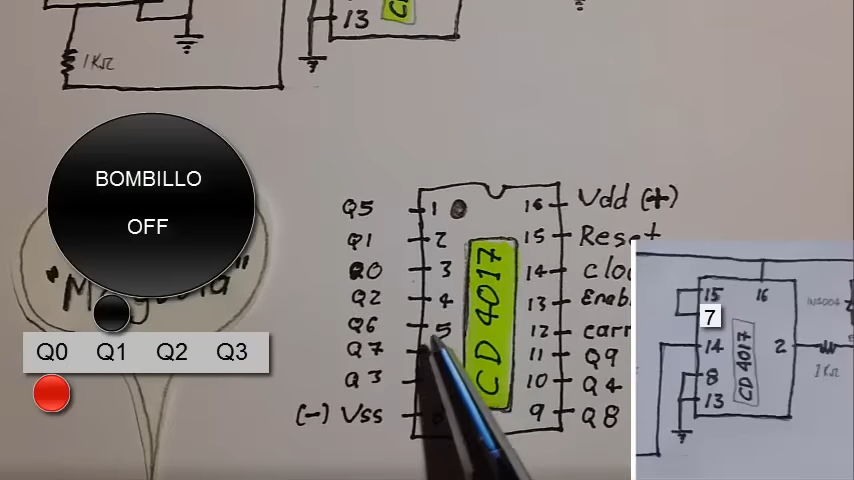 1KΩ
13
BOMBILLO
OFF
Q0 Q1 Q2 Q3
Q5 1 16 Vdd (+)
Q1 2 15 Reset
Q0 3 14
Q2 4 13
Q6 5 12
Q7 11 Q9
Q3 10 Q4
(-) Vss 9 Q8
CD 4017
15 16
7
14 2
8
13
CD 4017
1N4004
1KΩ